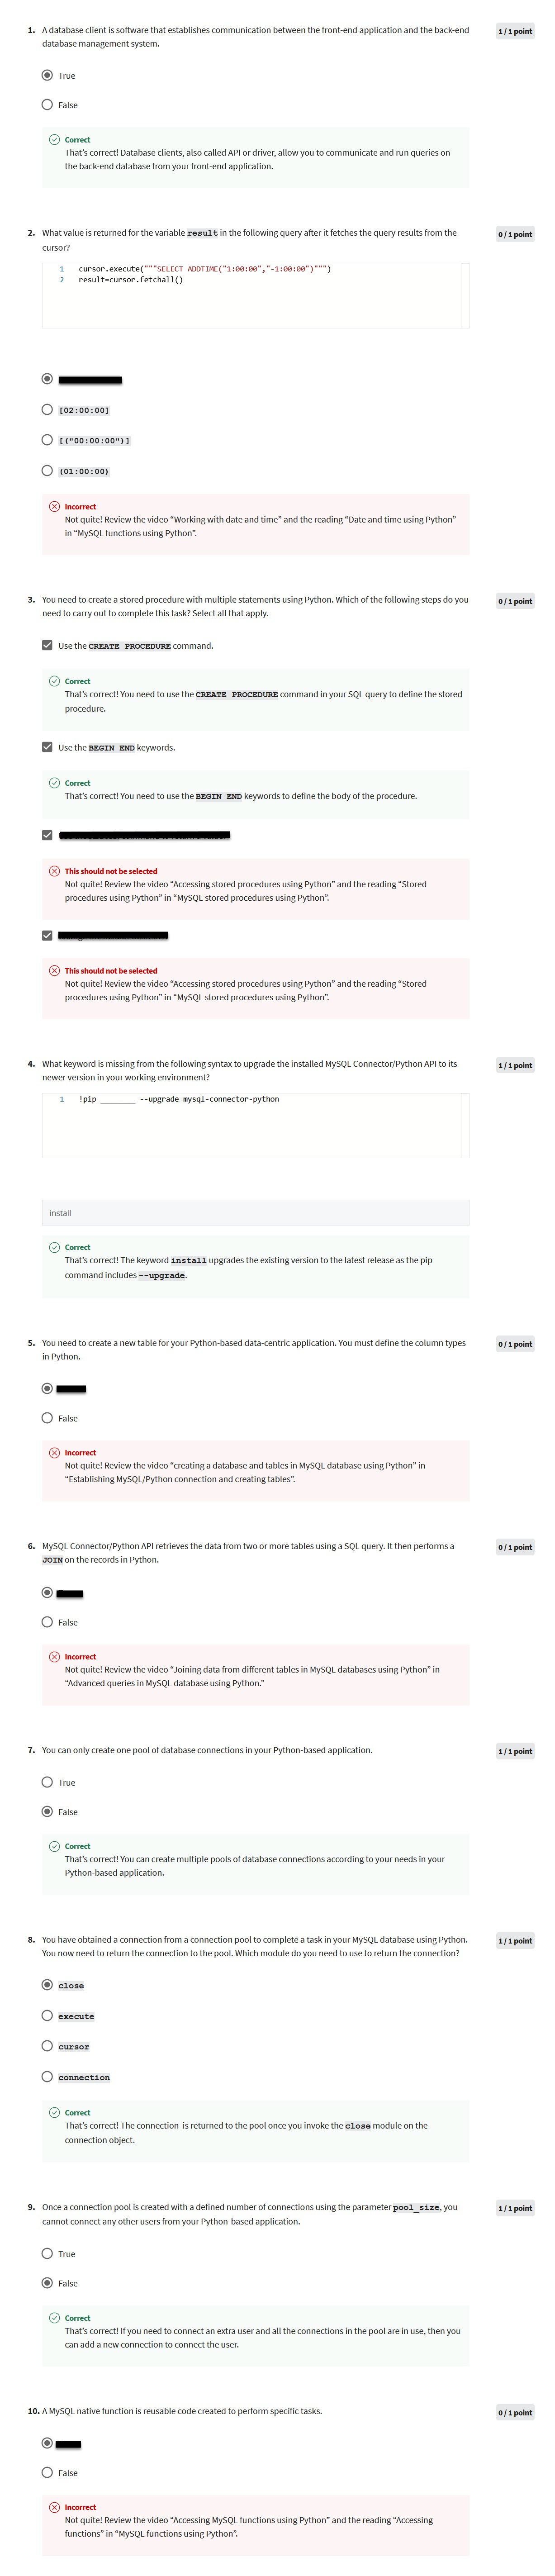 1. A database client is software that establishes communication between the front-end application and the back-end
database management system.
1 / 1 point
True
False
Correct
That's correct! Database clients, also called API or driver, allow you to communicate and run queries on
the back-end database from your front-end application.
2. What value is returned for the variable result in the following query after it fetches the query results from the
cursor?
0 / 1 point
1 cursor.execute("""SELECT ADDTIME("1:00:00","-1:00:00")""")
2 result=cursor.fetchall()
[02:00:00]
[("00:00:00")]
(01:00:00)
Incorrect
Not quite! Review the video "Working with date and time" and the reading "Date and time using Python"
in "MySQL functions using Python".
3. You need to create a stored procedure with multiple statements using Python. Which of the following steps do you
need to carry out to complete this task? Select all that apply.
0 / 1 point
Use the CREATE PROCEDURE command.
Correct
That's correct! You need to use the CREATE PROCEDURE command in your SQL query to define the stored
procedure.
Use the BEGIN END keywords.
Correct
That's correct! You need to use the BEGIN END keywords to define the body of the procedure.
This should not be selected
Not quite! Review the video "Accessing stored procedures using Python" and the reading "Stored
procedures using Python" in "MySQL stored procedures using Python".
This should not be selected
Not quite! Review the video "Accessing stored procedures using Python" and the reading "Stored
procedures using Python" in "MySQL stored procedures using Python".
4. What keyword is missing from the following syntax to upgrade the installed MySQL Connector/Python API to its
newer version in your working environment?
1 / 1 point
1 !pip ________ --upgrade mysql-connector-python
install
Correct
That's correct! The keyword install upgrades the existing version to the latest release as the pip
command includes --upgrade.
5. You need to create a new table for your Python-based data-centric application. You must define the column types
in Python.
0 / 1 point
False
Incorrect
Not quite! Review the video "creating a database and tables in MySQL database using Python" in
"Establishing MySQL/Python connection and creating tables".
6. MySQL Connector/Python API retrieves the data from two or more tables using a SQL query. It then performs a
JOIN on the records in Python.
0 / 1 point
False
Incorrect
Not quite! Review the video "Joining data from different tables in MySQL databases using Python" in
"Advanced queries in MySQL database using Python."
7. You can only create one pool of database connections in your Python-based application.
1 / 1 point
True
False
Correct
That's correct! You can create multiple pools of database connections according to your needs in your
Python-based application.
8. You have obtained a connection from a connection pool to complete a task in your MySQL database using Python.
You now need to return the connection to the pool. Which module do you need to use to return the connection?
1 / 1 point
close
execute
cursor
connection
Correct
That's correct! The connection is returned to the pool once you invoke the close module on the
connection object.
9. Once a connection pool is created with a defined number of connections using the parameter pool_size, you
cannot connect any other users from your Python-based application.
1 / 1 point
True
False
Correct
That's correct! If you need to connect an extra user and all the connections in the pool are in use, then you
can add a new connection to connect the user.
10. A MySQL native function is reusable code created to perform specific tasks.
0 / 1 point
False
Incorrect
Not quite! Review the video "Accessing MySQL functions using Python" and the reading "Accessing
functions" in "MySQL functions using Python".